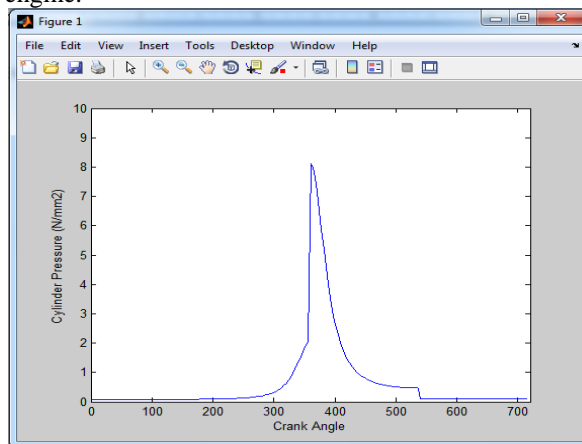 engine.
Figure 1
File Edit View Insert Tools Desktop Window Help
10
9
8
7
6
5
4
3
2
1
0
Cylinder Pressure (N/mm2)
0 100 200 300 400 500 600 700
Crank Angle